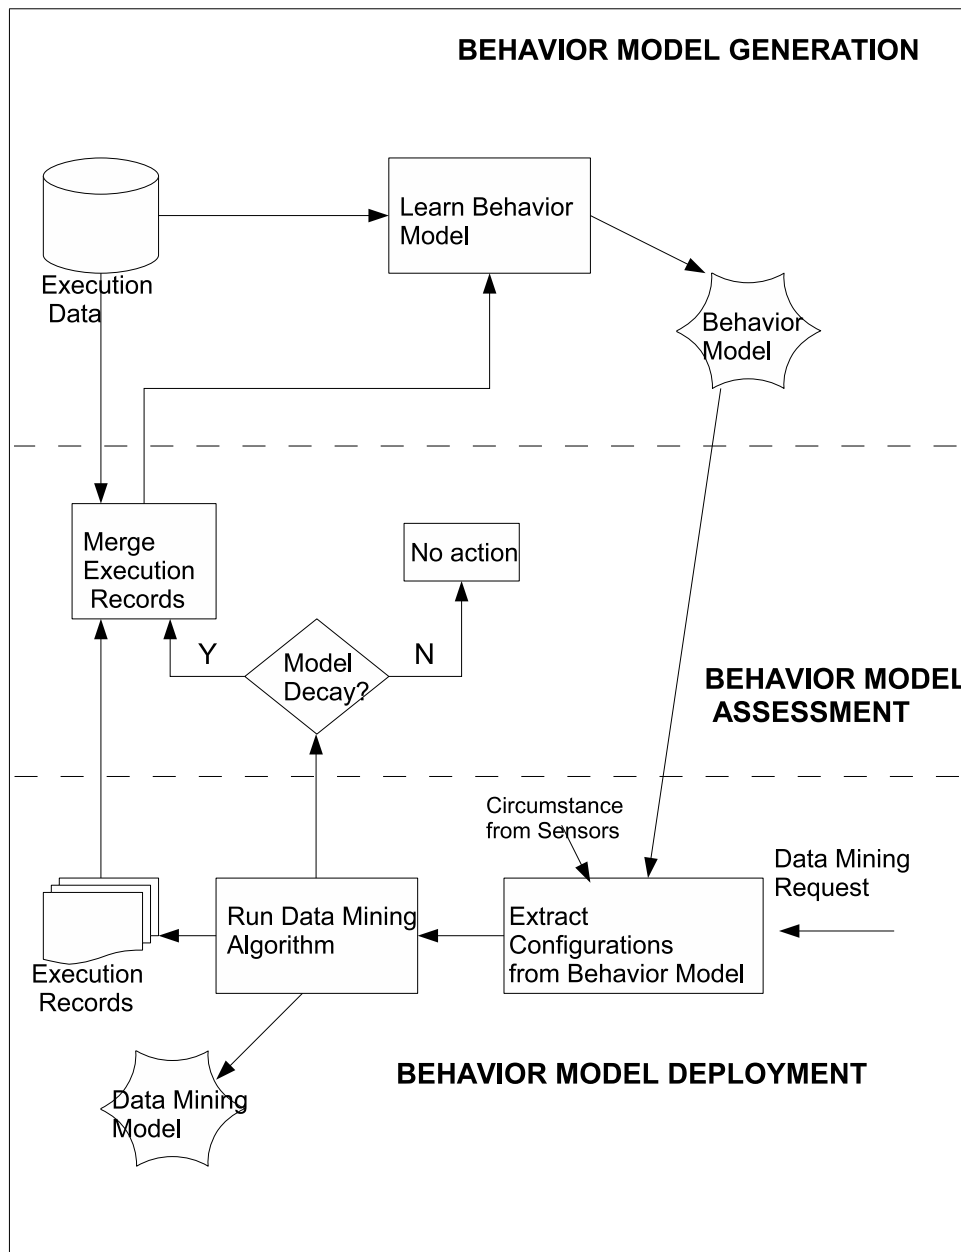 BEHAVIOR MODEL GENERATION
Learn Behavior
Model
Execution
Data
Behavior
Model
Merge
Execution
Records
No action
Y
Model
Decay?
N
BEHAVIOR MODEL
ASSESSMENT
Circumstance
from Sensors
Data Mining
Request
Run Data Mining
Algorithm
Extract
Configurations
from Behavior Model
Execution
Records
BEHAVIOR MODEL DEPLOYMENT
Data Mining
Model